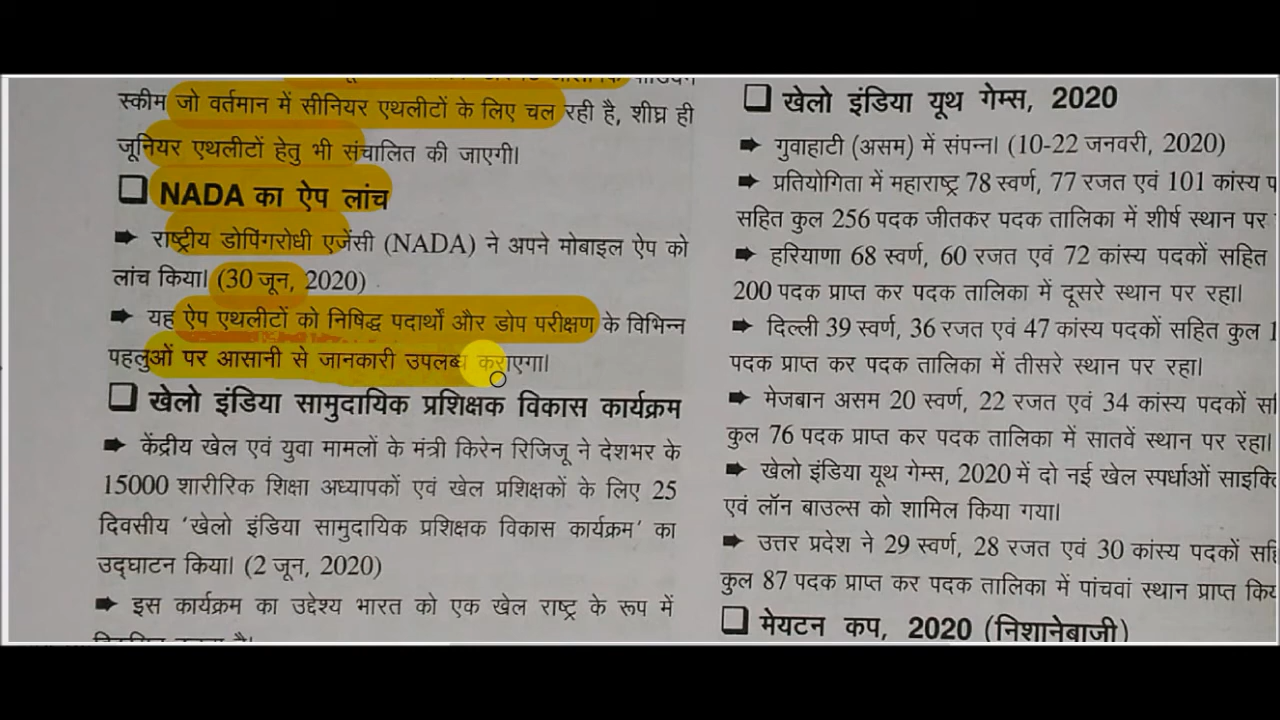 स्कीम जो वर्तमान में सीनियर एथलीटों के लिए चल रही है, शीघ्र ही
जूनियर एथलीटों हेतु भी संचालित की जाएगी।
❑ NADA का ऐप लांच
➡ राष्ट्रीय डोपिंगरोधी एजेंसी (NADA) ने अपने मोबाइल ऐप को
लांच किया। (30 जून, 2020)
➡ यह ऐप एथलीटों को निषिद्ध पदार्थों और डोप परीक्षण के विभिन्न
पहलुओं पर आसानी से जानकारी उपलब्ध कराएगा।
❑ खेलो इंडिया सामुदायिक प्रशिक्षक विकास कार्यक्रम
➡ केंद्रीय खेल एवं युवा मामलों के मंत्री किरेन रिजिजू ने देशभर के
15000 शारीरिक शिक्षा अध्यापकों एवं खेल प्रशिक्षकों के लिए 25
दिवसीय ‘खेलो इंडिया सामुदायिक प्रशिक्षक विकास कार्यक्रम’ का
उद्घाटन किया। (2 जून, 2020)
➡ इस कार्यक्रम का उद्देश्य भारत को एक खेल राष्ट्र के रूप में
❑ खेलो इंडिया यूथ गेम्स, 2020
➡ गुवाहाटी (असम) में संपन्न। (10-22 जनवरी, 2020)
➡ प्रतियोगिता में महाराष्ट्र 78 स्वर्ण, 77 रजत एवं 101 कांस्य
सहित कुल 256 पदक जीतकर पदक तालिका में शीर्ष स्थान पर
➡ हरियाणा 68 स्वर्ण, 60 रजत एवं 72 कांस्य पदकों सहित
200 पदक प्राप्त कर पदक तालिका में दूसरे स्थान पर रहा।
➡ दिल्ली 39 स्वर्ण, 36 रजत एवं 47 कांस्य पदकों सहित कुल
पदक प्राप्त कर पदक तालिका में तीसरे स्थान पर रहा।
➡ मेजबान असम 20 स्वर्ण, 22 रजत एवं 34 कांस्य पदकों
कुल 76 पदक प्राप्त कर पदक तालिका में सातवें स्थान पर रहा।
➡ खेलो इंडिया यूथ गेम्स, 2020 में दो नई खेल स्पर्धाओं
एवं लॉन बाउल्स को शामिल किया गया।
➡ उत्तर प्रदेश ने 29 स्वर्ण, 28 रजत एवं 30 कांस्य पदकों
कुल 87 पदक प्राप्त कर पदक तालिका में पांचवां स्थान प्राप्त
❑ मेयटन कप, 2020 (निशानेबाजी)